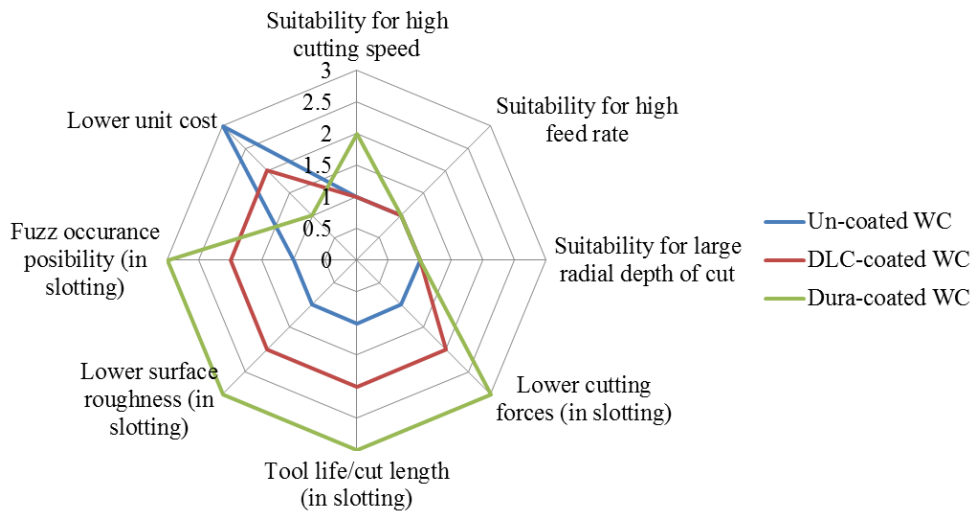 Suitability for high
cutting speed
3
2.5
2
1.5
1
0.5
0
Suitability for high
feed rate
Suitability for large
radial depth of cut
Lower cutting
forces (in slotting)
Tool life/cut length
(in slotting)
Lower surface
roughness (in
slotting)
Fuzz occurance
posibility (in
slotting)
Lower unit cost
Un-coated WC
DLC-coated WC
Dura-coated WC